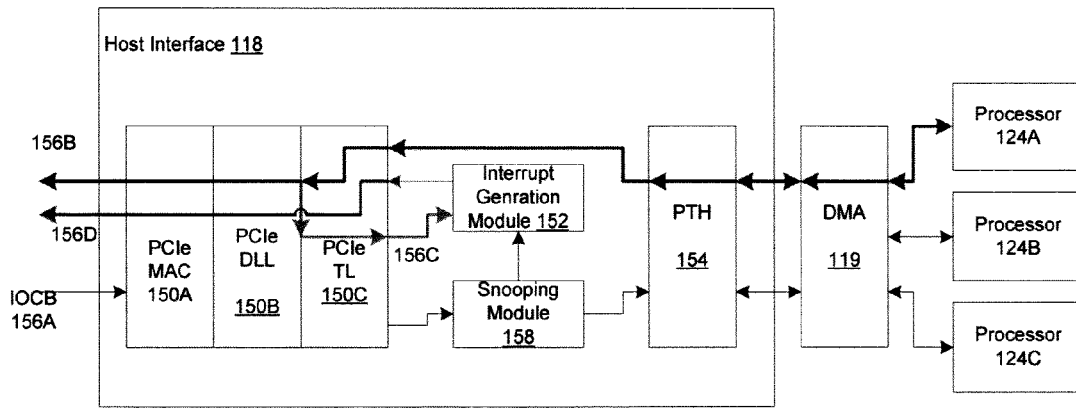 Host Interface 118
156B
156D
IOCB
156A
PCIe
MAC
150A
PCIe
DLL
150B
PCIe
TL
150C
156C
Interrupt
Genration
Module 152
Snooping
Module
158
PTH
154
DMA
119
Processor
124A
Processor
124B
Processor
124C